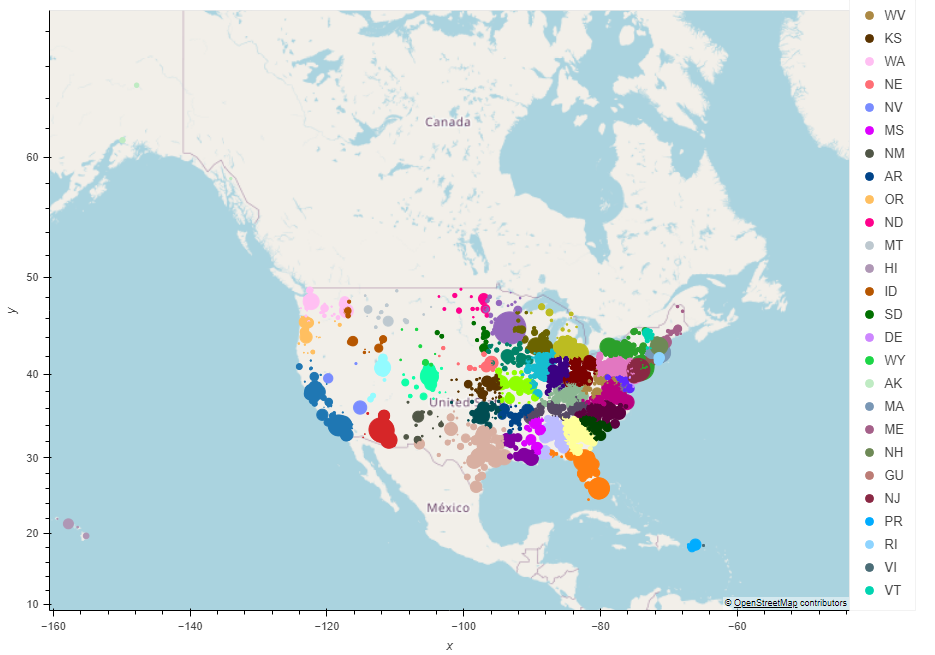 Canada
United
México
© OpenStreetMap contributors
60
50
40
30
20
10
y
−160
−140
−120
−100
−80
−60
x
WV
KS
WA
NE
NV
MS
NM
AR
OR
ND
MT
HI
ID
SD
DE
WY
AK
MA
ME
NH
GU
NJ
PR
RI
VI
VT